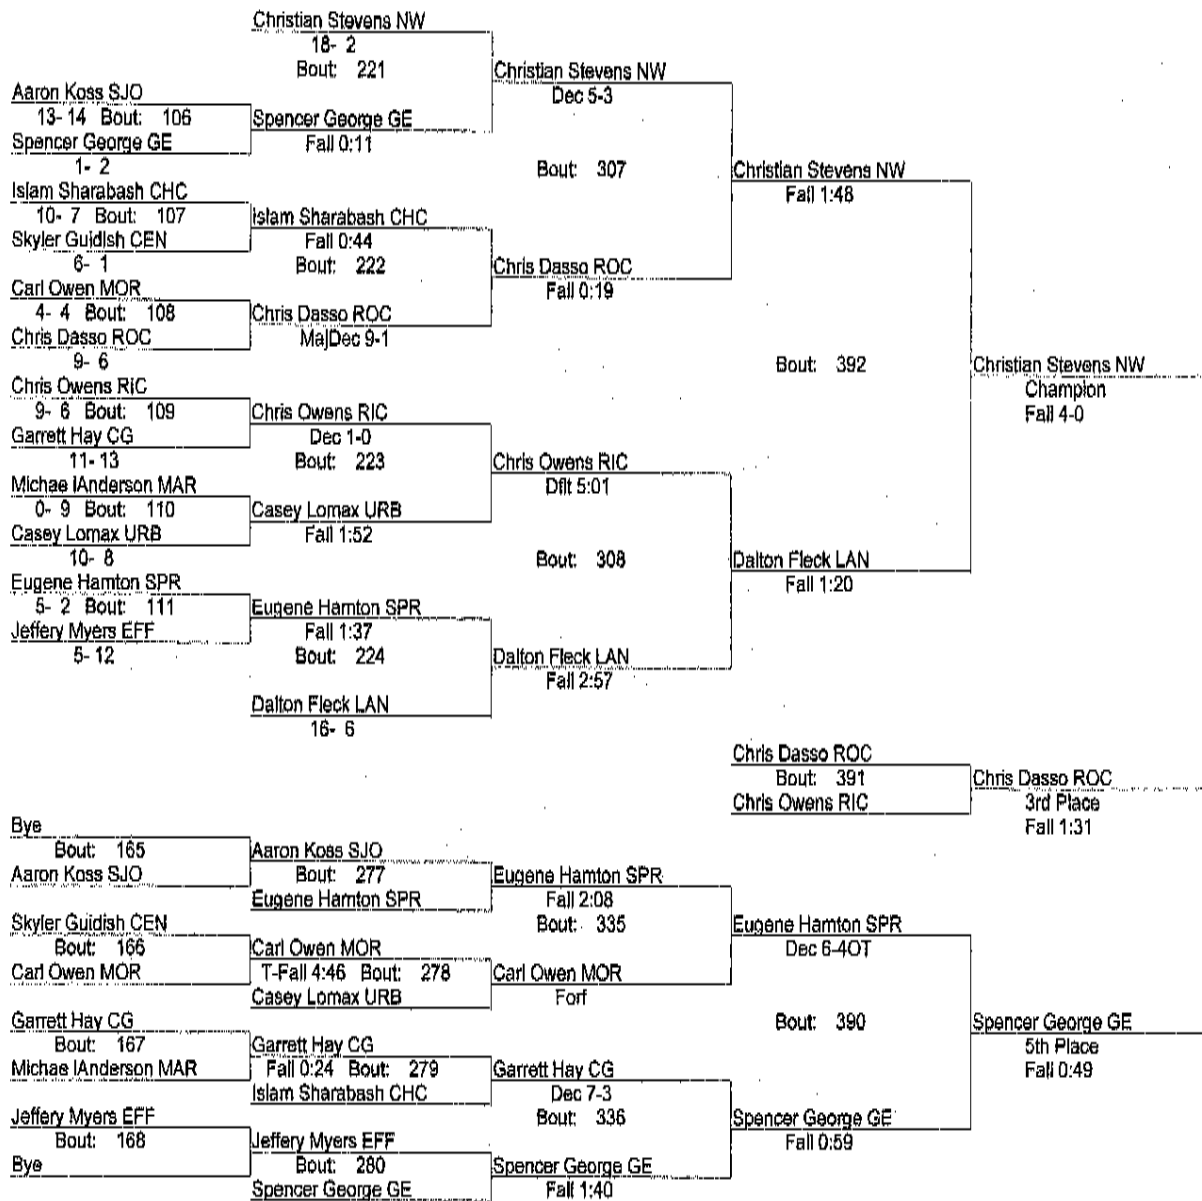 Christian Stevens NW
18- 2
Bout: 221
Christian Stevens NW
Dec 5-3
Aaron Koss SJO
13- 14 Bout: 106
Spencer George GE
Spencer George GE
Fall 0:11
1- 2
Bout: 307
Christian Stevens NW
Fall 1:48
Islam Sharabash CHC
10- 7 Bout: 107
Islam Sharabash CHC
Skyler Guidish CEN
Fall 0:44
6- 1
Bout: 222
Chris Dasso ROC
Fall 0:19
Carl Owen MOR
4- 4 Bout: 108
Chris Dasso ROC
Chris Dasso ROC
MajDec 9-1
9- 6
Bout: 392
Christian Stevens NW
Champion
Fall 4-0
Chris Owens RIC
9- 6 Bout: 109
Chris Owens RIC
Garrett Hay CG
Dec 1-0
11- 13
Bout: 223
Chris Owens RIC
Dflt 5:01
Michae lAnderson MAR
0- 9 Bout: 110
Casey Lomax URB
Casey Lomax URB
Fall 1:52
10- 8
Bout: 308
Dalton Fleck LAN
Fall 1:20
Eugene Hamton SPR
5- 2 Bout: 111
Eugene Hamton SPR
Jeffery Myers EFF
Fall 1:37
5- 12
Bout: 224
Dalton Fleck LAN
Fall 2:57
Dalton Fleck LAN
16- 6
Chris Dasso ROC
Bout: 391
Chris Dasso ROC
Chris Owens RIC
3rd Place
Fall 1:31
Bye
Bout: 165
Aaron Koss SJO
Aaron Koss SJO
Bout: 277
Eugene Hamton SPR
Eugene Hamton SPR
Fall 2:08
Skyler Guidish CEN
Bout: 335
Eugene Hamton SPR
Dec 6-4OT
Bout: 166
Carl Owen MOR
Carl Owen MOR
T-Fall 4:46 Bout: 278
Carl Owen MOR
Casey Lomax URB
Forf
Garrett Hay CG
Bout: 390
Spencer George GE
5th Place
Fall 0:49
Bout: 167
Garrett Hay CG
Michae lAnderson MAR
Fall 0:24 Bout: 279
Garrett Hay CG
Islam Sharabash CHC
Dec 7-3
Jeffery Myers EFF
Bout: 336
Spencer George GE
Fall 0:59
Bout: 168
Jeffery Myers EFF
Bye
Bout: 280
Spencer George GE
Spencer George GE
Fall 1:40